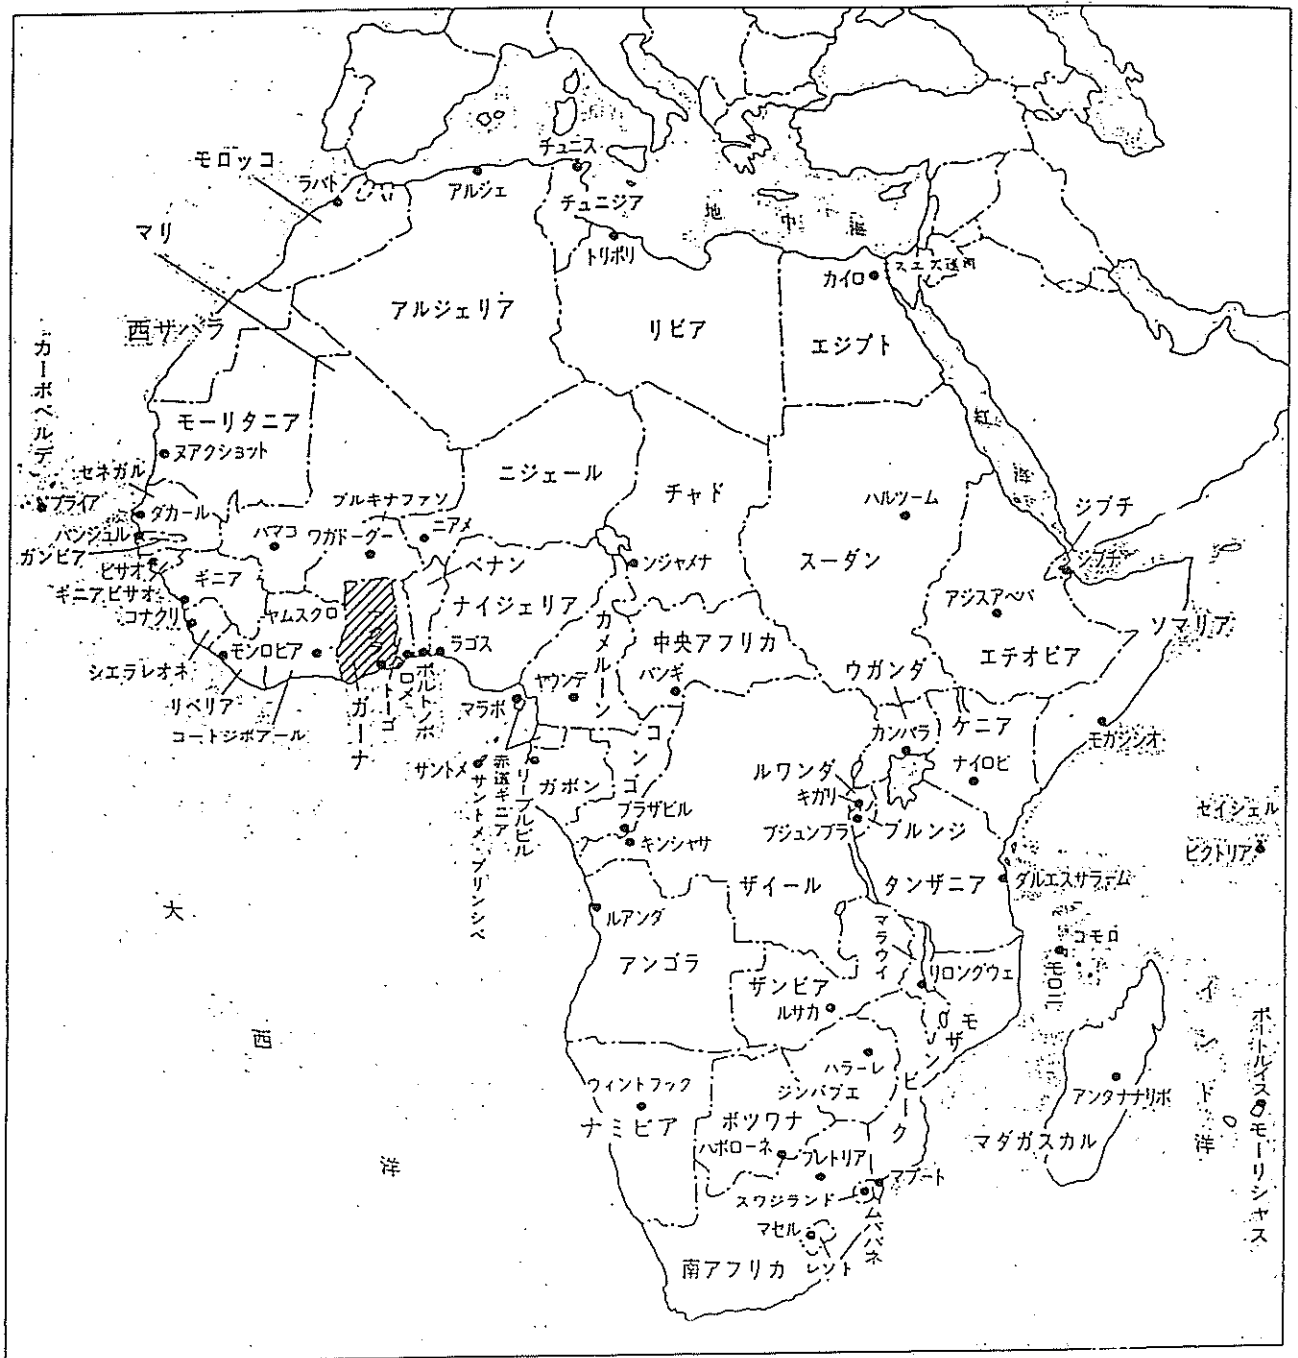 モロッコ
ラバト
アルジェ
チュニス
チュニジア
地中海
マリ
トリポリ
カイロ
スエズ運河
アルジェリア
リビア
エジプト
西サハラ
カーボベルデ
モーリタニア
ヌアクショット
紅海
セネガル
ニジェール
チャド
ハルツーム
ジブチ
プライア
ダカール
ブルキナファソ
ニアメ
バンジュル
バマコ
ワガドーグー
ガンビア
ビサオ
ギニア
ベナン
ンジャメナ
スーダン
ジブチ
ギニアビサオ
コナクリ
ヤムスクロ
ナイジェリア
カメルーン
中央アフリカ
アジスアベバ
ソマリア
シエラレオネ
モンロビア
ラゴス
エチオピア
リベリア
コートジボアール
ガーナ
トーゴ
ロメ
ポルトノボ
マラボ
ヤウンデ
バンギ
ウガンダ
ケニア
カンパラ
モガジシオ
サントメ
サントメ・プリンシペ
赤道ギニア
リーブルビル
ガボン
コンゴ
ナイロビ
ルワンダ
キガリ
ブラザビル
ブジュンブラ
ブルンジ
セイシェル
キンシャサ
ビクトリア
ザイール
タンザニア
ダルエスサラーム
大西洋
ルアンダ
マラウイ
コモロ
モロニ
アンゴラ
ザンビア
リロングウェ
ルサカ
モザンビーク
インド洋
ポートルイス
モーリシャス
ハラーレ
ウィントフック
ジンバブエ
アンタナナリボ
ナミビア
ボツワナ
マダガスカル
ハボローネ
プレトリア
マプート
スワジランド
ムババネ
マセル
南アフリカ
レソト